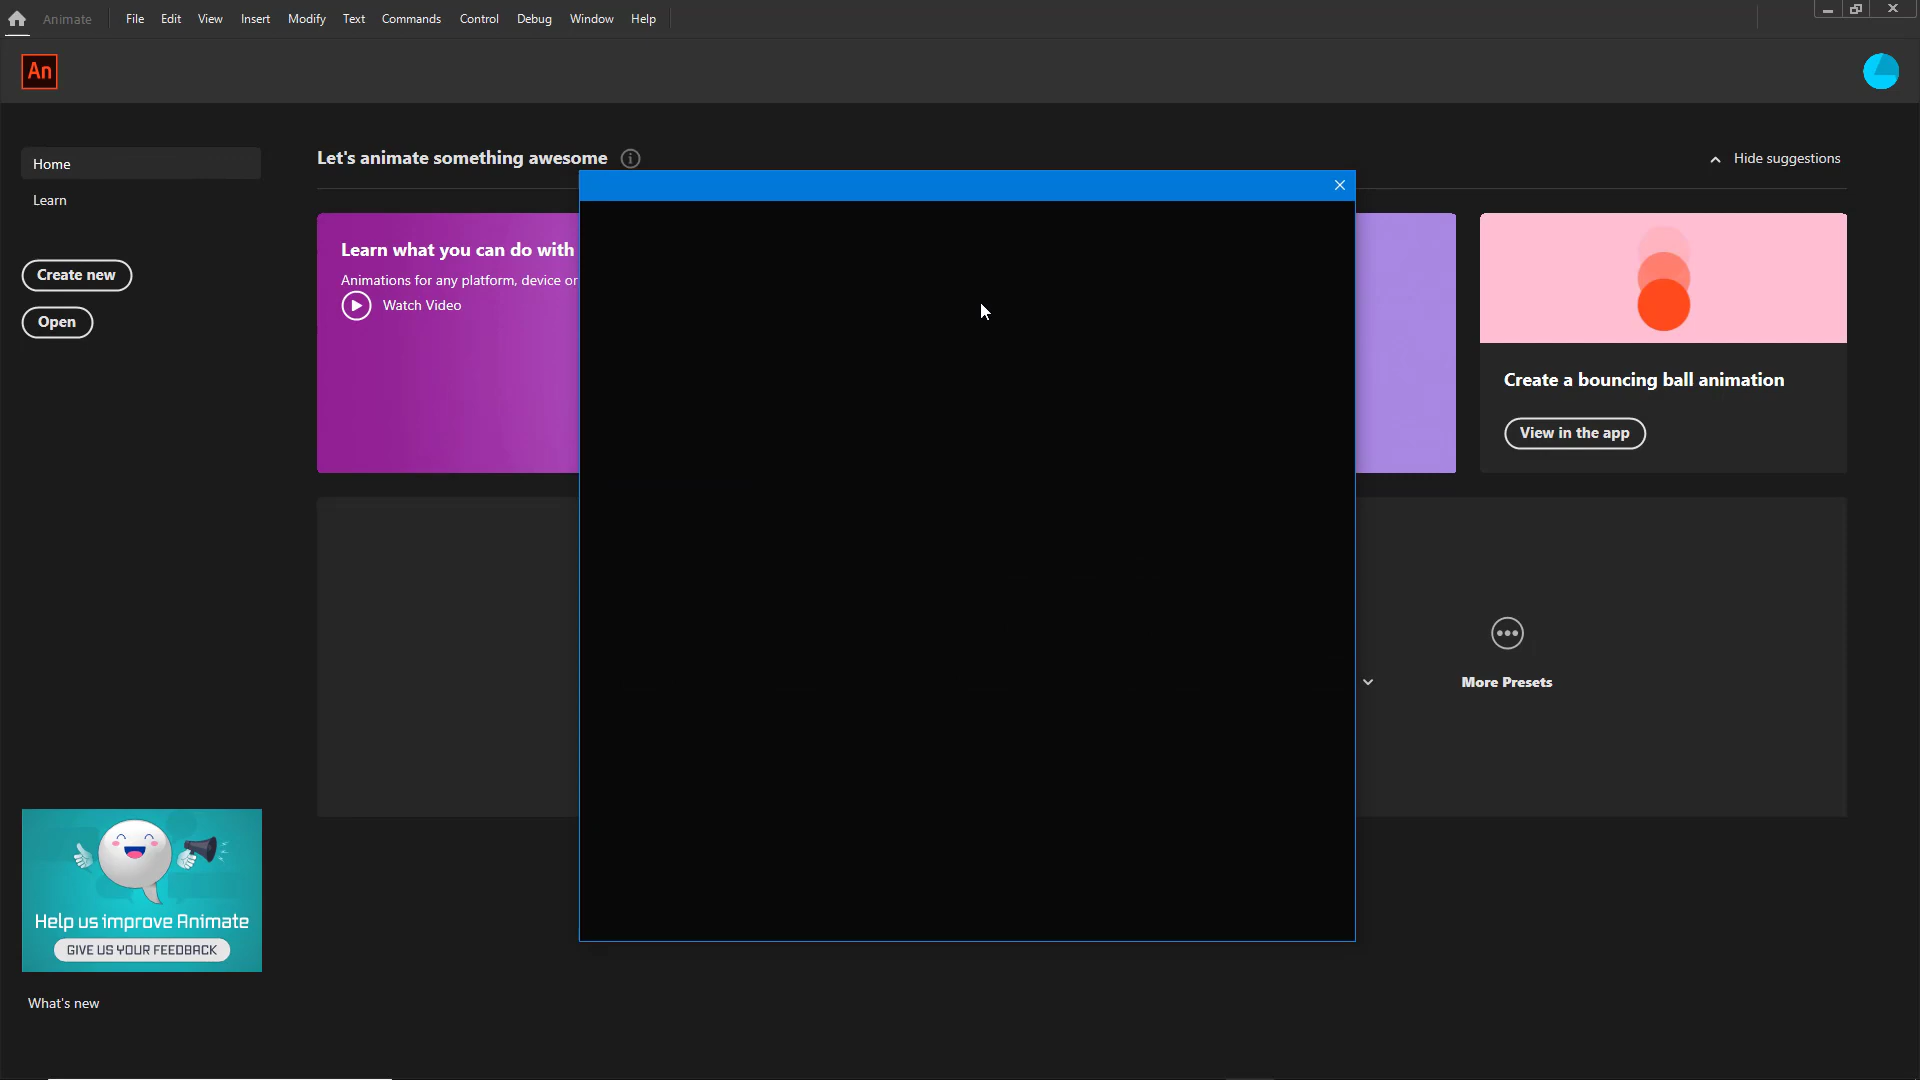 Animate File Edit View Insert Modify Text Commands Control Debug Window Help
An
Home
Learn
Create new
Open
Let's animate something awesome
Hide suggestions
Learn what you can do with
Animations for any platform, device or
Watch Video
Create a bouncing ball animation
View in the app
More Presets
Help us improve Animate
GIVE US YOUR FEEDBACK
What's new